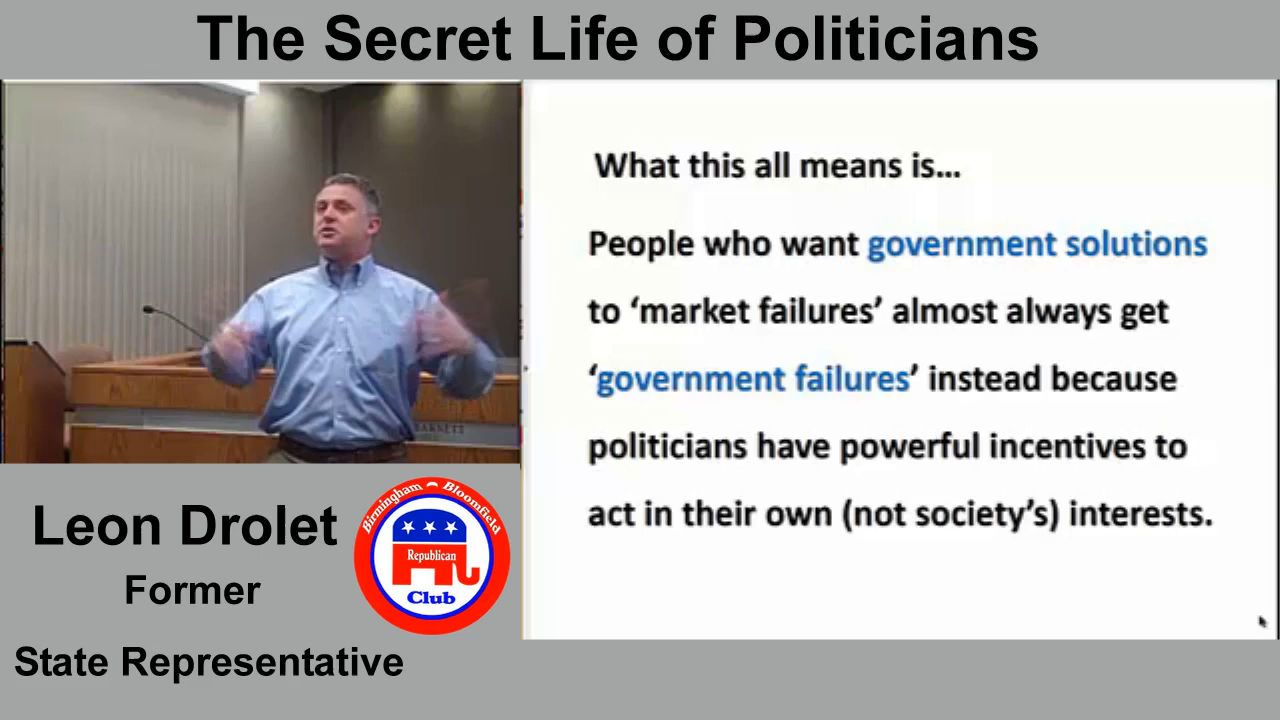 The Secret Life of Politicians
What this all means is...
People who want government solutions
to ‘market failures’ almost always get
‘government failures’ instead because
politicians have powerful incentives to
act in their own (not society’s) interests.
BARNETT
Leon Drolet
Former
State Representative
Birmingham Bloomfield
Republican
Club